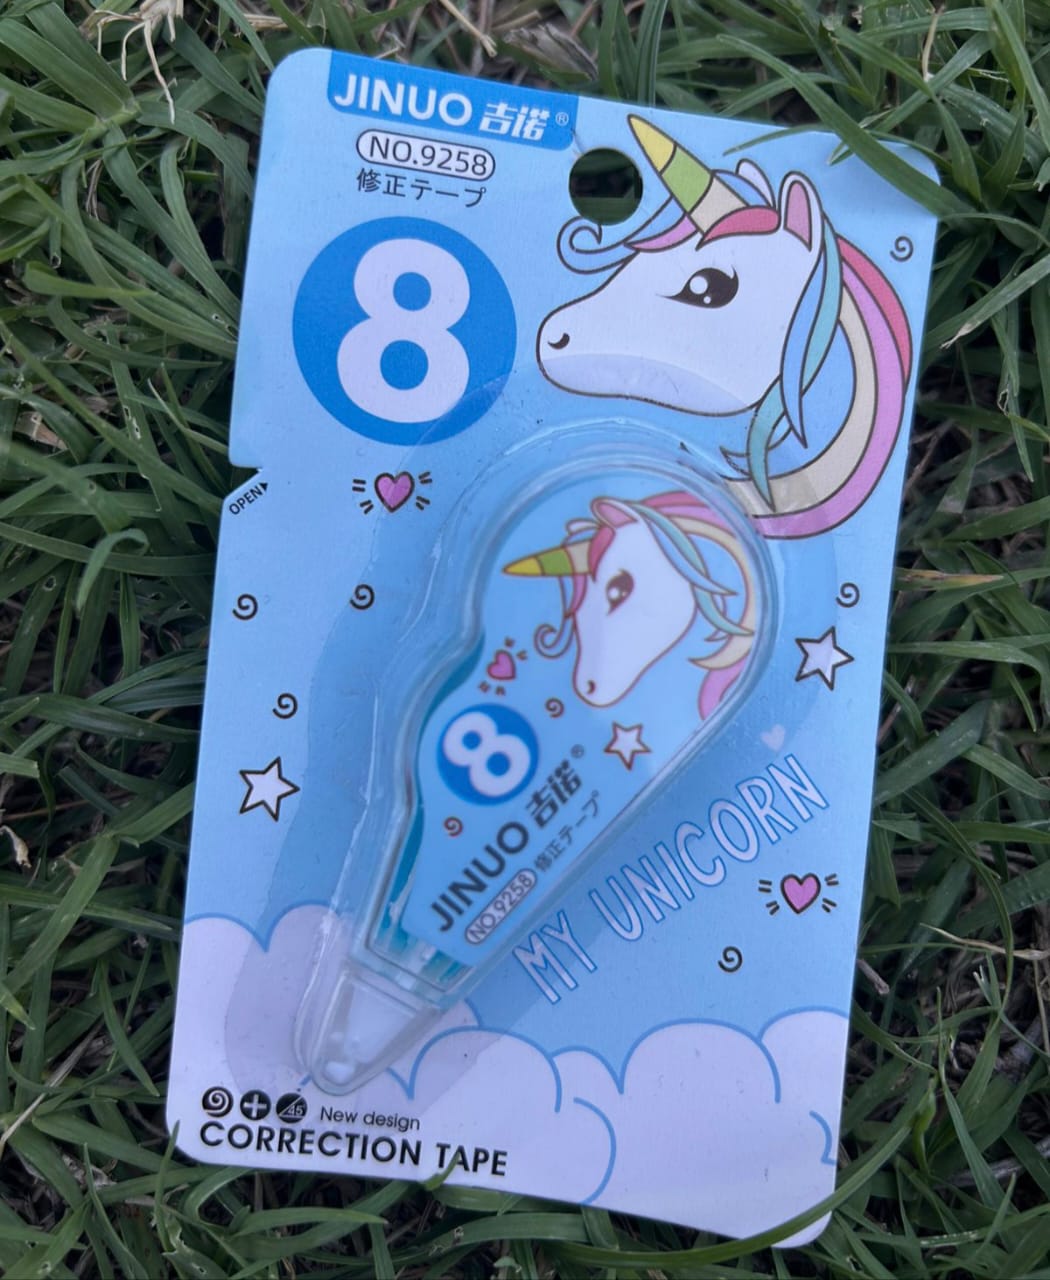 JINUO 吉诺®
NO.9258
修正テープ
8
OPEN
8
JINUO 吉诺®
NO.9258 修正テープ
MY UNICORN
45
New design
CORRECTION TAPE